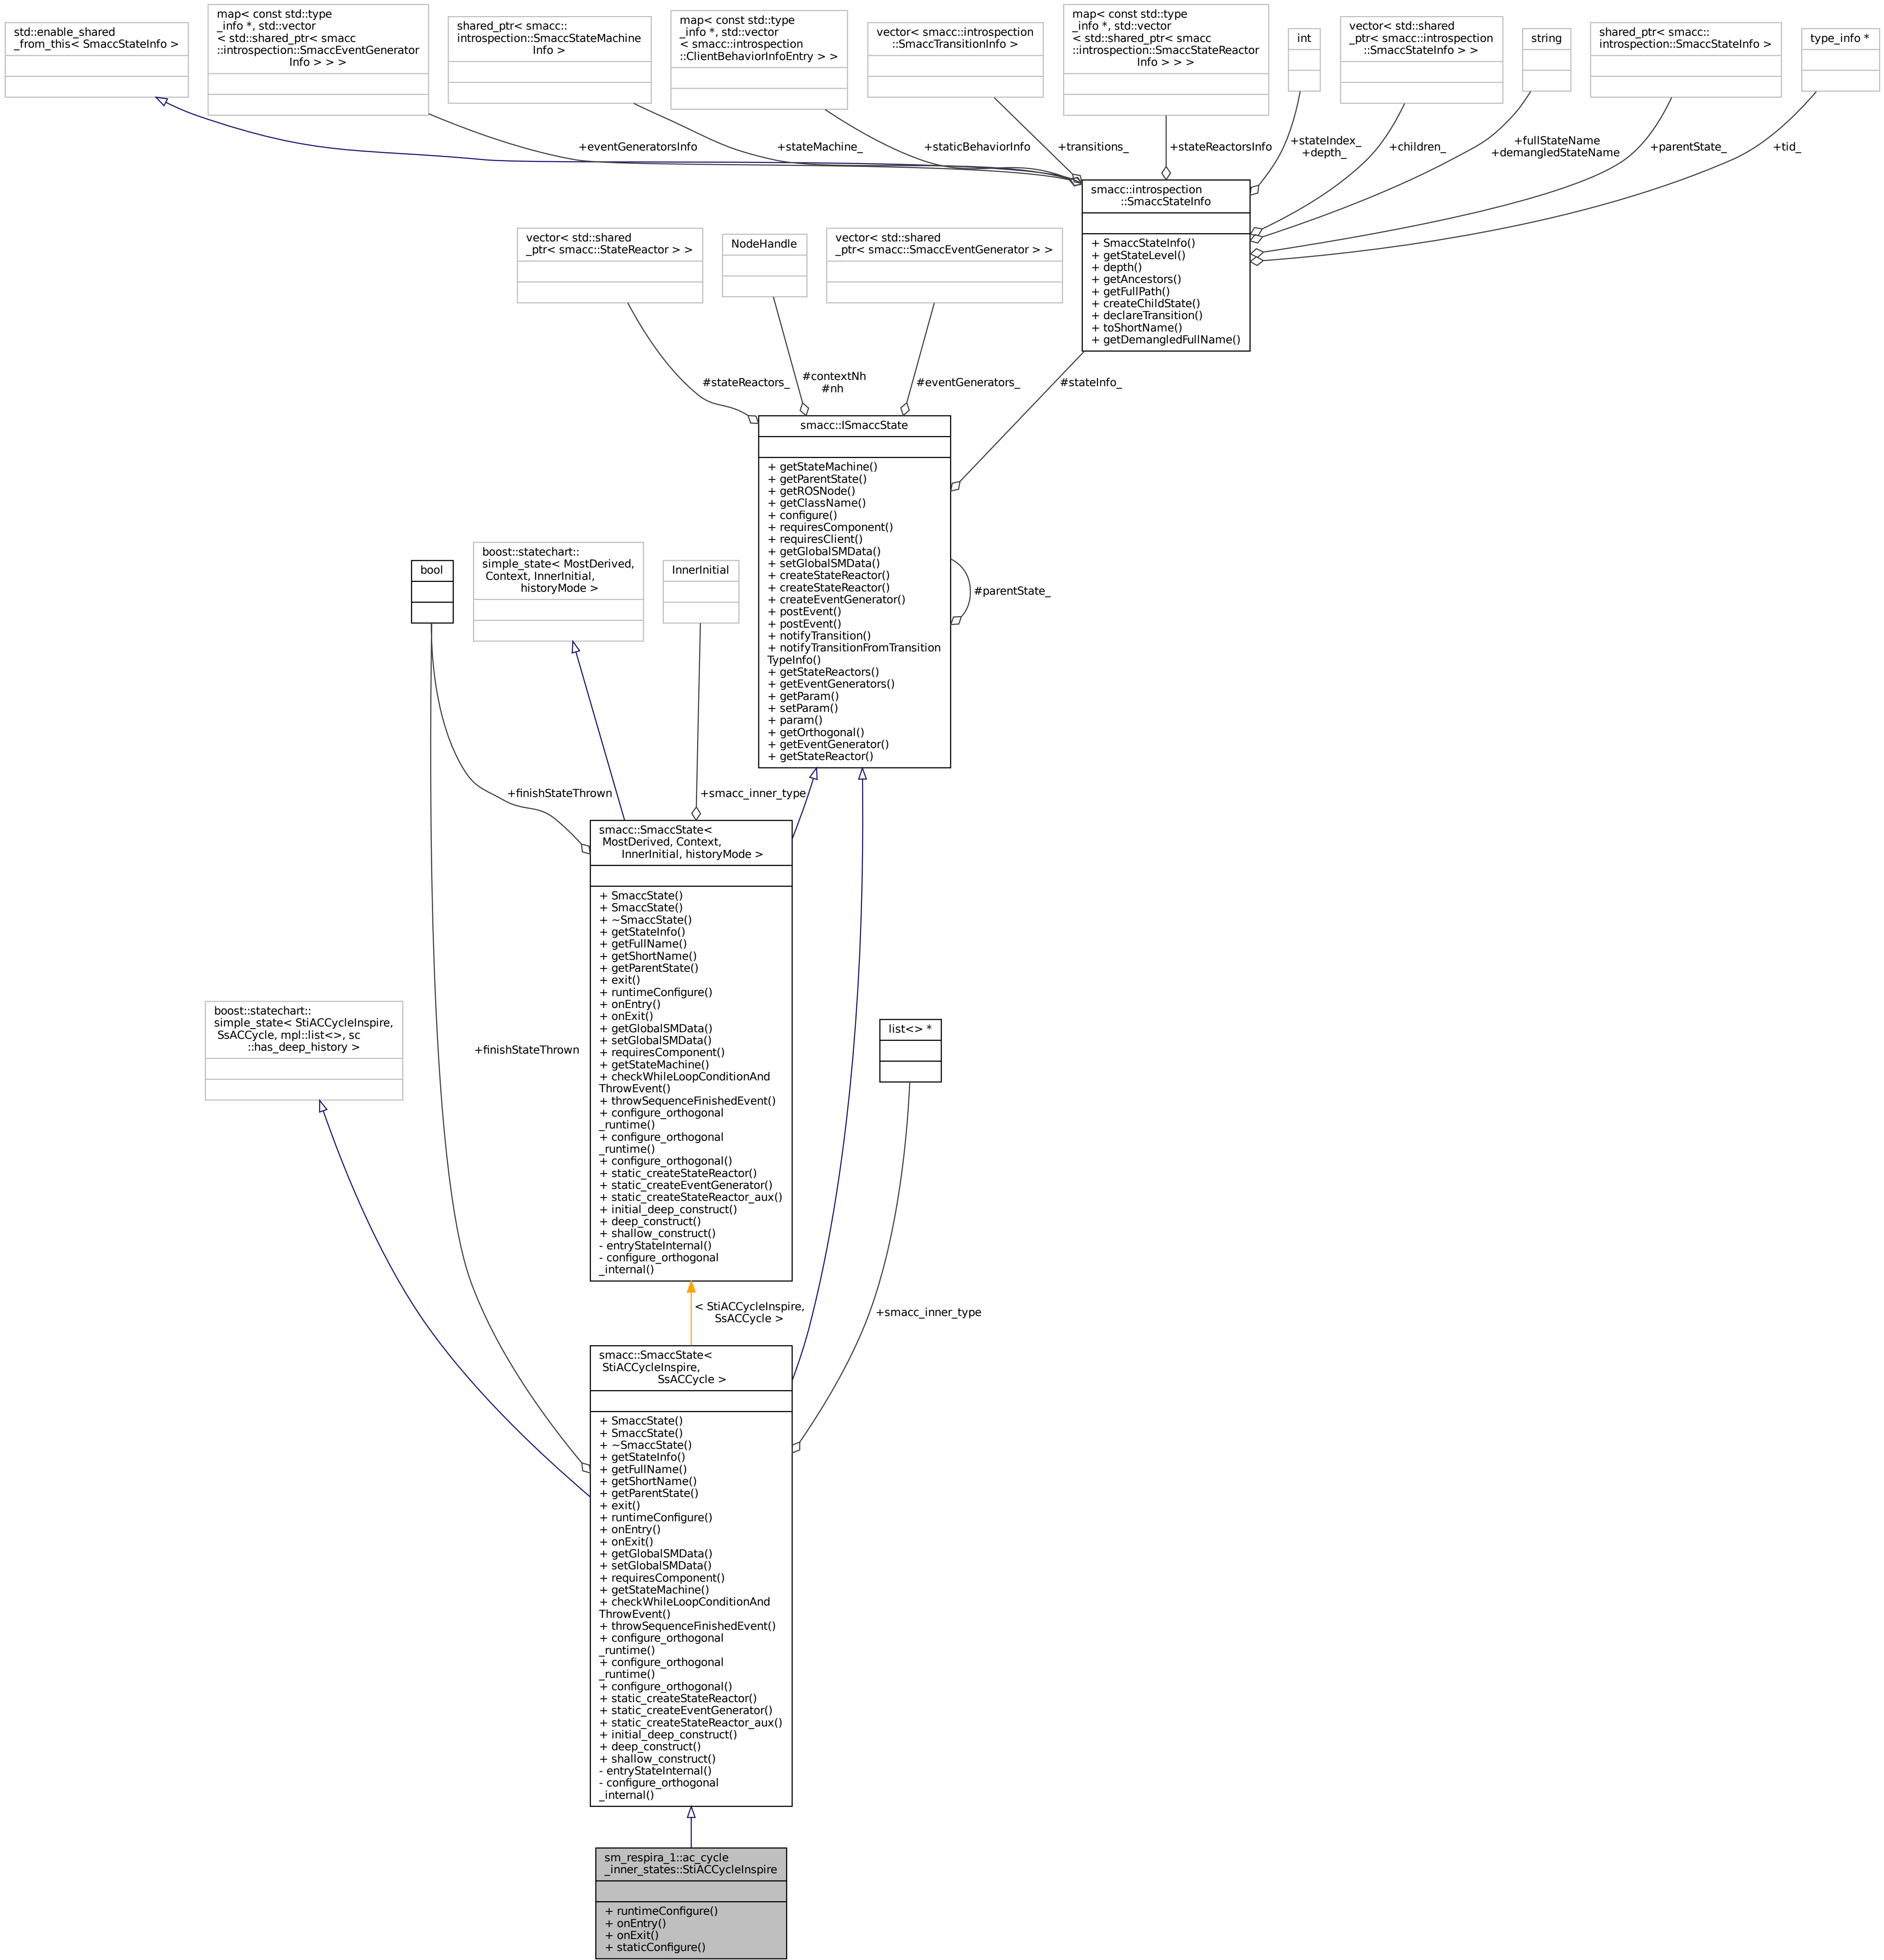 std::enable_shared
_from_this< SmaccStateInfo >
map< const std::type
_info *, std::vector
< std::shared_ptr< smacc
::introspection::SmaccEventGenerator
Info > > >
shared_ptr< smacc::
introspection::SmaccStateMachine
Info >
map< const std::type
_info *, std::vector
< smacc::introspection
::ClientBehaviorInfoEntry > >
vector< smacc::introspection
::SmaccTransitionInfo >
map< const std::type
_info *, std::vector
< std::shared_ptr< smacc
::introspection::SmaccStateReactor
Info > > >
int
vector< std::shared
_ptr< smacc::introspection
::SmaccStateInfo > >
string
shared_ptr< smacc::
introspection::SmaccStateInfo >
type_info *
+eventGeneratorsInfo
+stateMachine_
+staticBehaviorInfo
+transitions_
+stateReactorsInfo
+stateIndex_
+depth_
+children_
+fullStateName
+demangledStateName
+parentState_
+tid_
smacc::introspection
::SmaccStateInfo
+ SmaccStateInfo()
+ getStateLevel()
+ depth()
+ getAncestors()
+ getFullPath()
+ createChildState()
+ declareTransition()
+ toShortName()
+ getDemangledFullName()
vector< std::shared
_ptr< smacc::StateReactor > >
NodeHandle
vector< std::shared
_ptr< smacc::SmaccEventGenerator > >
#stateReactors_
#contextNh
#nh
#eventGenerators_
#stateInfo_
smacc::ISmaccState
+ getStateMachine()
+ getParentState()
+ getROSNode()
+ getClassName()
+ configure()
+ requiresComponent()
+ requiresClient()
+ getGlobalSMData()
+ setGlobalSMData()
+ createStateReactor()
+ createStateReactor()
+ createEventGenerator()
+ postEvent()
+ postEvent()
+ notifyTransition()
+ notifyTransitionFromTransition
TypeInfo()
+ getStateReactors()
+ getEventGenerators()
+ getParam()
+ setParam()
+ param()
+ getOrthogonal()
+ getEventGenerator()
+ getStateReactor()
#parentState_
bool
boost::statechart::
simple_state< MostDerived,
Context, InnerInitial,
historyMode >
InnerInitial
+finishStateThrown
+smacc_inner_type
smacc::SmaccState<
MostDerived, Context,
InnerInitial, historyMode >
+ SmaccState()
+ SmaccState()
+ ~SmaccState()
+ getStateInfo()
+ getFullName()
+ getShortName()
+ getParentState()
+ exit()
+ runtimeConfigure()
+ onEntry()
+ onExit()
+ getGlobalSMData()
+ setGlobalSMData()
+ requiresComponent()
+ getStateMachine()
+ checkWhileLoopConditionAnd
ThrowEvent()
+ throwSequenceFinishedEvent()
+ configure_orthogonal
_runtime()
+ configure_orthogonal
_runtime()
+ configure_orthogonal()
+ static_createStateReactor()
+ static_createEventGenerator()
+ static_createStateReactor_aux()
+ initial_deep_construct()
+ deep_construct()
+ shallow_construct()
- entryStateInternal()
- configure_orthogonal
_internal()
boost::statechart::
simple_state< StiACCycleInspire,
SsACCycle, mpl::list<>, sc
::has_deep_history >
+finishStateThrown
list<> *
< StiACCycleInspire,
SsACCycle >
+smacc_inner_type
smacc::SmaccState<
StiACCycleInspire,
SsACCycle >
+ SmaccState()
+ SmaccState()
+ ~SmaccState()
+ getStateInfo()
+ getFullName()
+ getShortName()
+ getParentState()
+ exit()
+ runtimeConfigure()
+ onEntry()
+ onExit()
+ getGlobalSMData()
+ setGlobalSMData()
+ requiresComponent()
+ getStateMachine()
+ checkWhileLoopConditionAnd
ThrowEvent()
+ throwSequenceFinishedEvent()
+ configure_orthogonal
_runtime()
+ configure_orthogonal
_runtime()
+ configure_orthogonal()
+ static_createStateReactor()
+ static_createEventGenerator()
+ static_createStateReactor_aux()
+ initial_deep_construct()
+ deep_construct()
+ shallow_construct()
- entryStateInternal()
- configure_orthogonal
_internal()
sm_respira_1::ac_cycle
_inner_states::StiACCycleInspire
+ runtimeConfigure()
+ onEntry()
+ onExit()
+ staticConfigure()